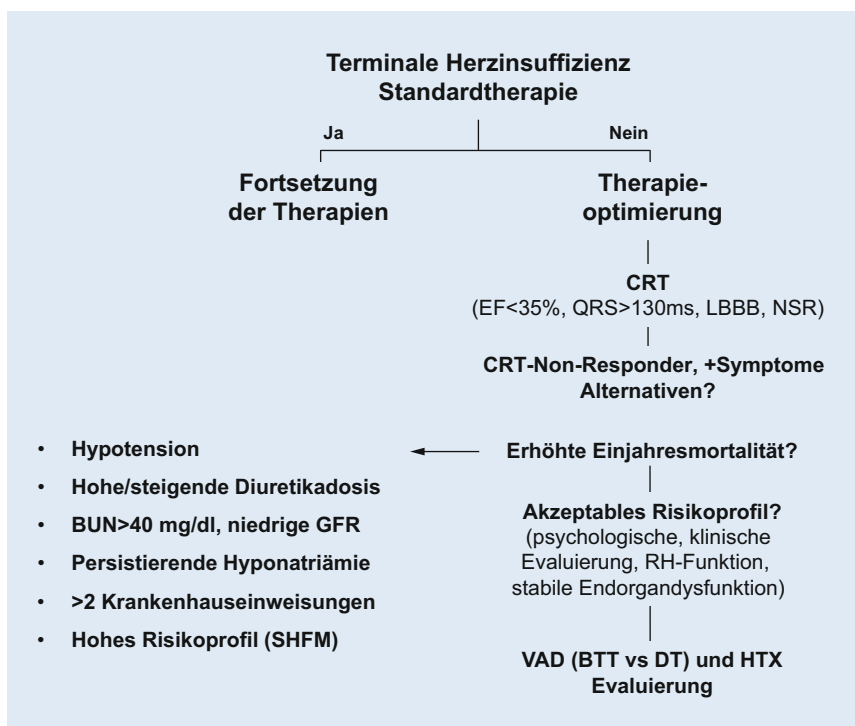 Terminale Herzinsuffizienz
Standardtherapie
Ja
Nein
Fortsetzung
der Therapien
Therapie-
optimierung
CRT
(EF<35%, QRS>130ms, LBBB, NSR)
CRT-Non-Responder, +Symptome
Alternativen?
Erhöhte Einjahresmortalität?
• Hypotension
• Hohe/steigende Diuretikadosis
• BUN>40 mg/dl, niedrige GFR
• Persistierende Hyponatriämie
• >2 Krankenhauseinweisungen
• Hohes Risikoprofil (SHFM)
Akzeptables Risikoprofil?
(psychologische, klinische
Evaluierung, RH-Funktion,
stabile Endorgandysfunktion)
VAD (BTT vs DT) und HTX
Evaluierung